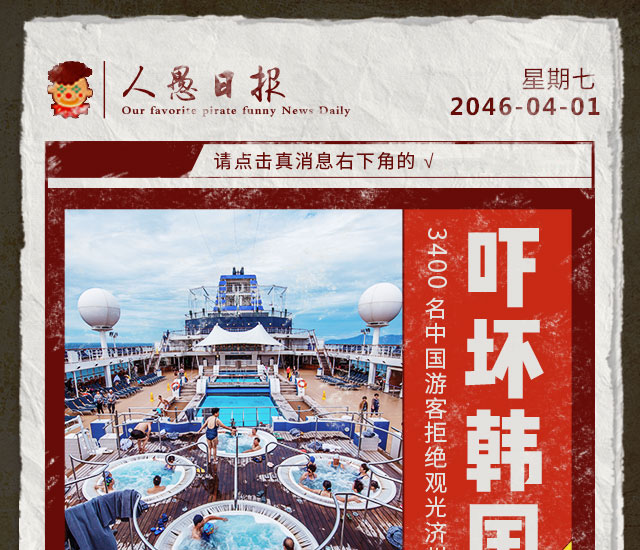 人愚日报
Our favorite pirate funny News Daily
星期七
2046-04-01
请点击真消息右下角的 √
吓坏韩国
3400 名中国游客拒绝观光济